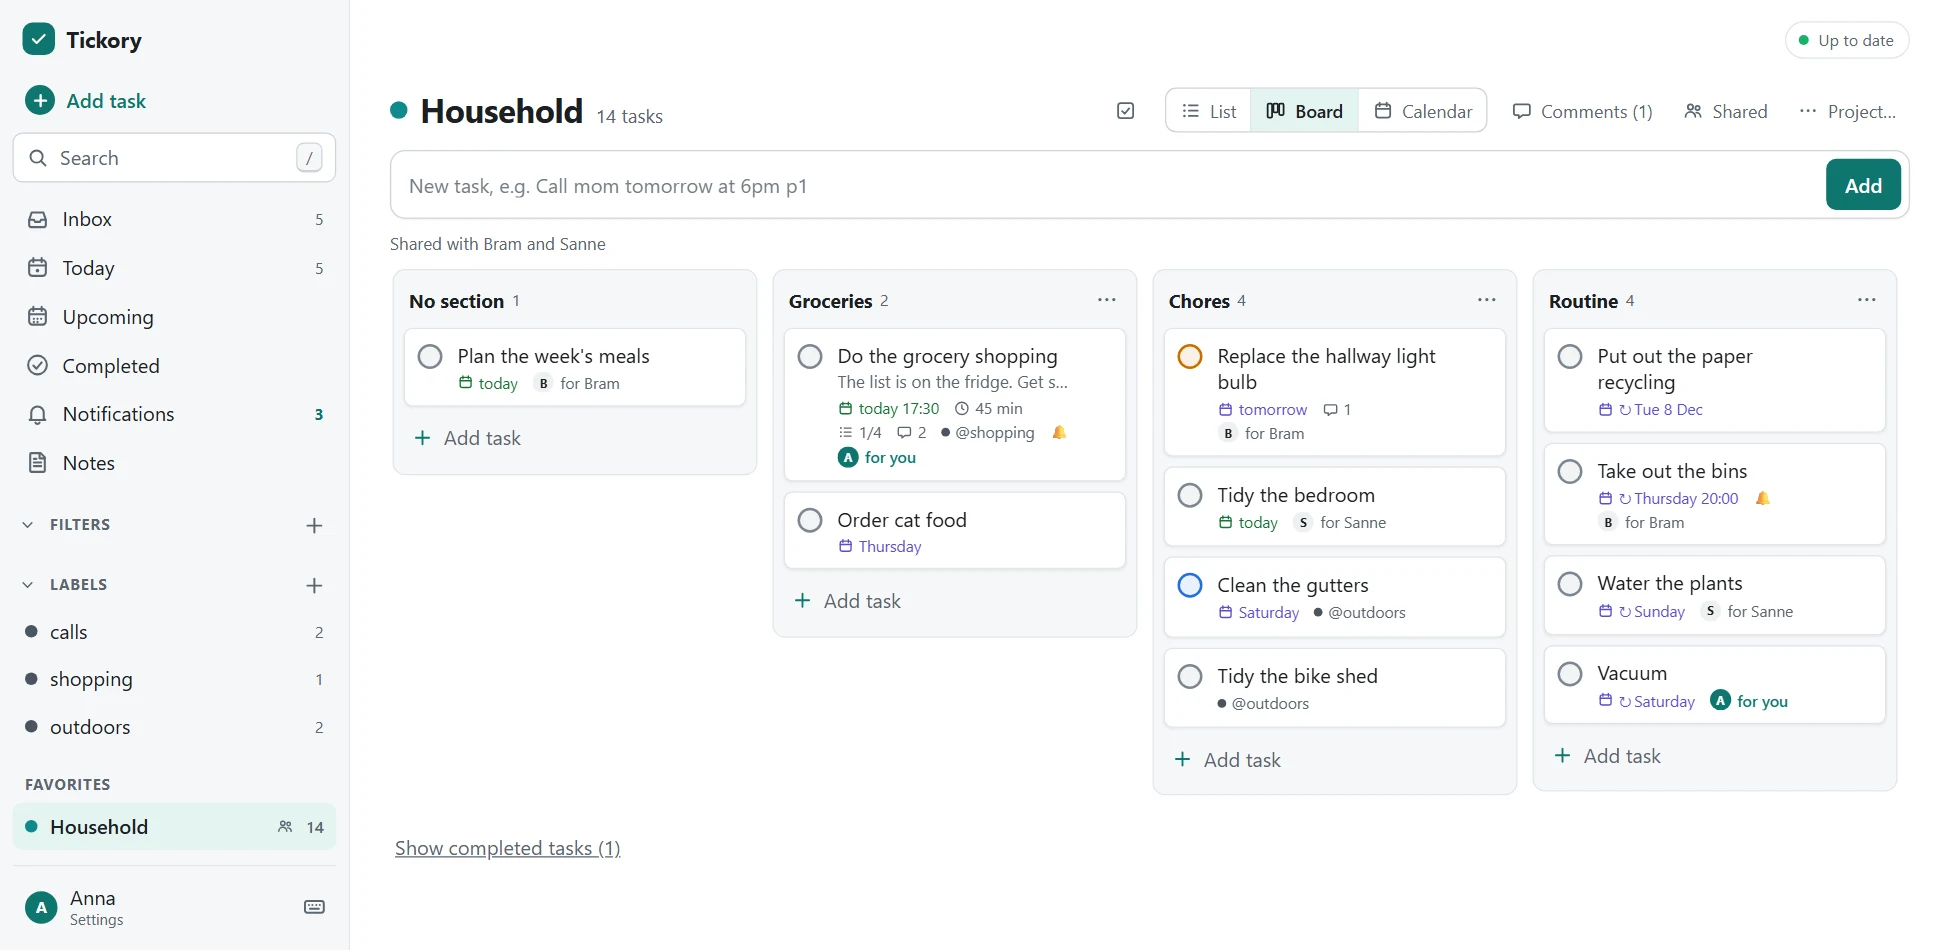 Tickory
Add task
Search /
Inbox 5
Today 5
Upcoming
Completed
Notifications 3
Notes
FILTERS
LABELS
calls 2
shopping 1
outdoors 2
FAVORITES
Household 14
A Anna
Settings
Up to date
Household 14 tasks
List Board Calendar Comments (1) Shared ··· Project...
New task, e.g. Call mom tomorrow at 6pm p1
Add
Shared with Bram and Sanne
No section 1
Plan the week's meals
today B for Bram
Add task
Groceries 2
Do the grocery shopping
The list is on the fridge. Get s...
today 17:30 45 min
1/4 2 @shopping
A for you
Order cat food
Thursday
Add task
Chores 4
Replace the hallway light
bulb
tomorrow 1
B for Bram
Tidy the bedroom
today S for Sanne
Clean the gutters
Saturday @outdoors
Tidy the bike shed
@outdoors
Add task
Routine 4
Put out the paper
recycling
Tue 8 Dec
Take out the bins
Thursday 20:00
B for Bram
Water the plants
Sunday S for Sanne
Vacuum
Saturday A for you
Add task
Show completed tasks (1)